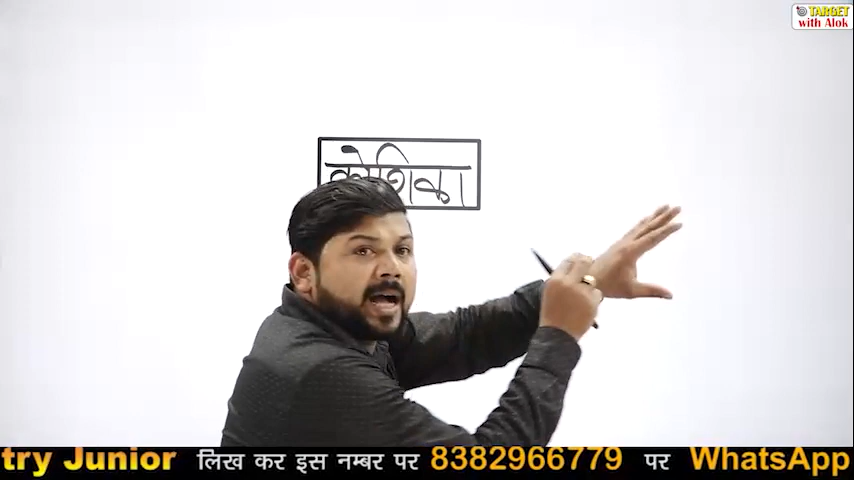 TARGET
with Alok
कोशिका
try Junior लिख कर इस नम्बर पर 8382966779 पर WhatsApp